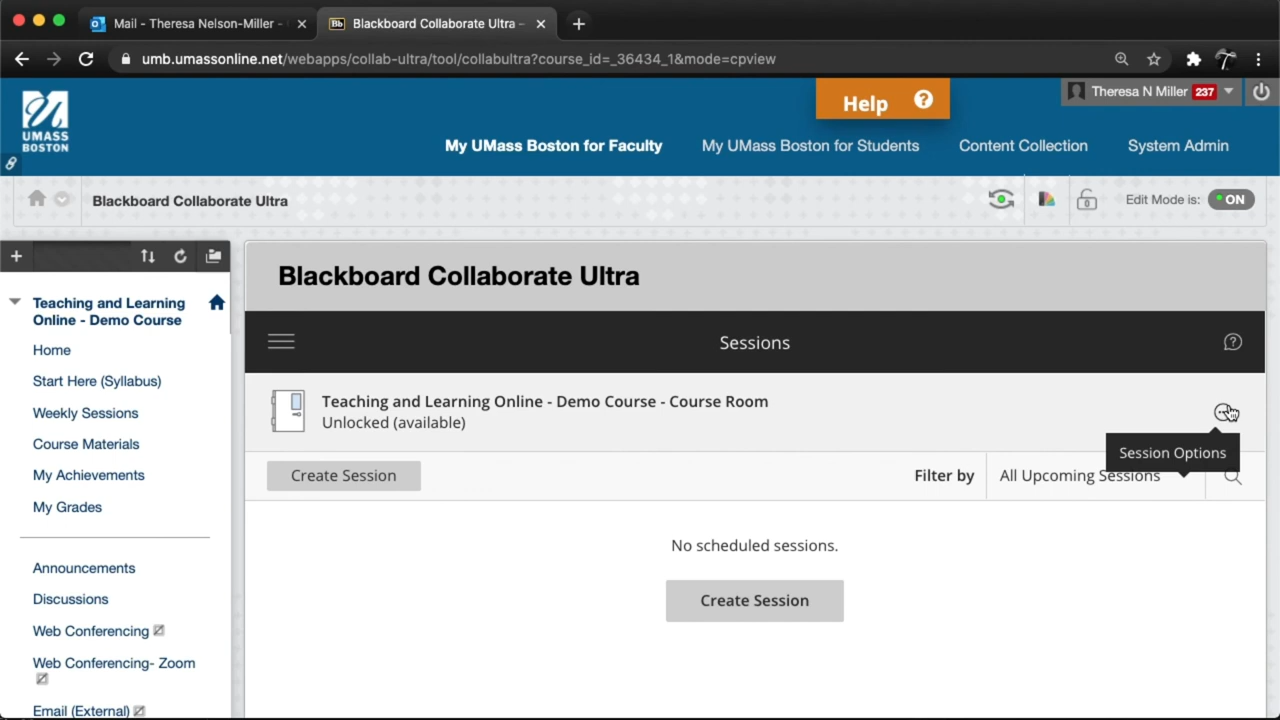 Mail - Theresa Nelson-Miller -
Bb Blackboard Collaborate Ultra -
umb.umassonline.net/webapps/collab-ultra/tool/collabultra?course_id=_36434_1&mode=cpview
Help ?
Theresa N Miller 237
UMASS
BOSTON
My UMass Boston for Faculty
My UMass Boston for Students
Content Collection
System Admin
Blackboard Collaborate Ultra
Edit Mode is: ON
Blackboard Collaborate Ultra
Teaching and Learning
Online - Demo Course
Home
Start Here (Syllabus)
Weekly Sessions
Course Materials
My Achievements
My Grades
Announcements
Discussions
Web Conferencing
Web Conferencing- Zoom
Email (External)
Sessions
Teaching and Learning Online - Demo Course - Course Room
Unlocked (available)
Session Options
Create Session
Filter by
All Upcoming Sessions
No scheduled sessions.
Create Session